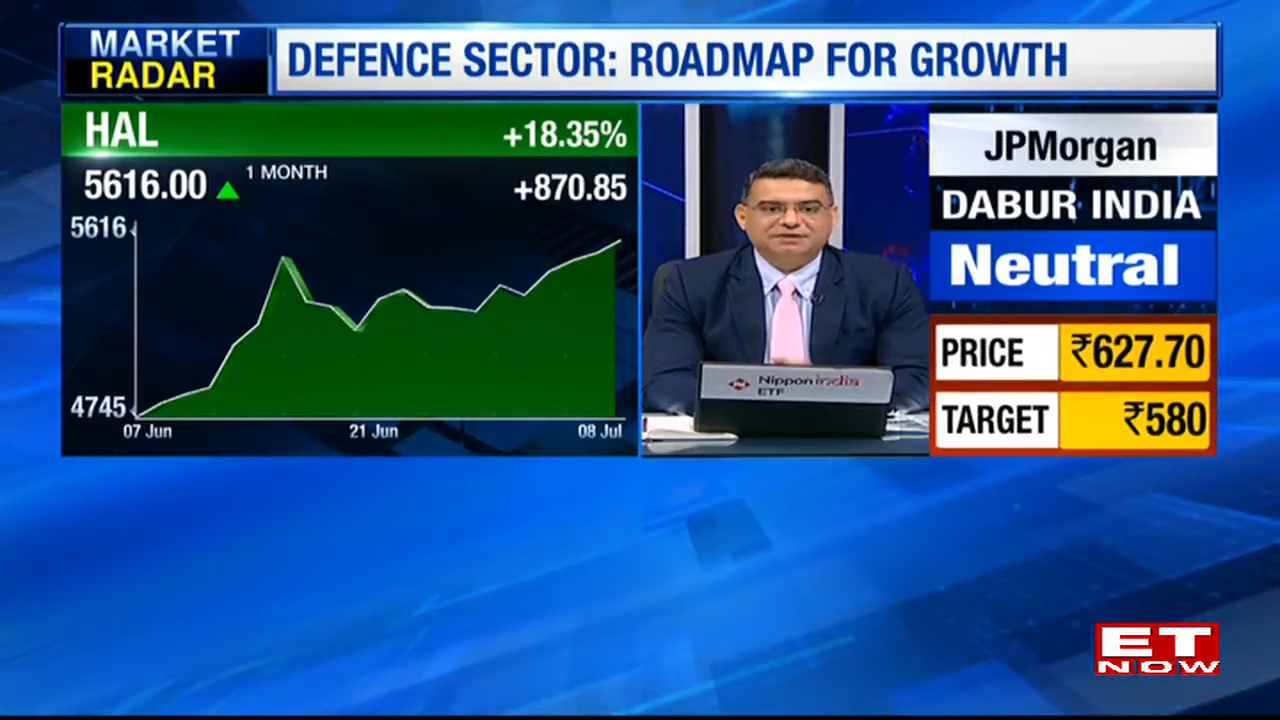 MARKET
RADAR
DEFENCE SECTOR: ROADMAP FOR GROWTH
HAL
+18.35%
5616.00
1 MONTH
+870.85
5616
4745
07 Jun
21 Jun
08 Jul
Nippon india
ETF
JPMorgan
DABUR INDIA
Neutral
PRICE
₹627.70
TARGET
₹580
ET
NOW